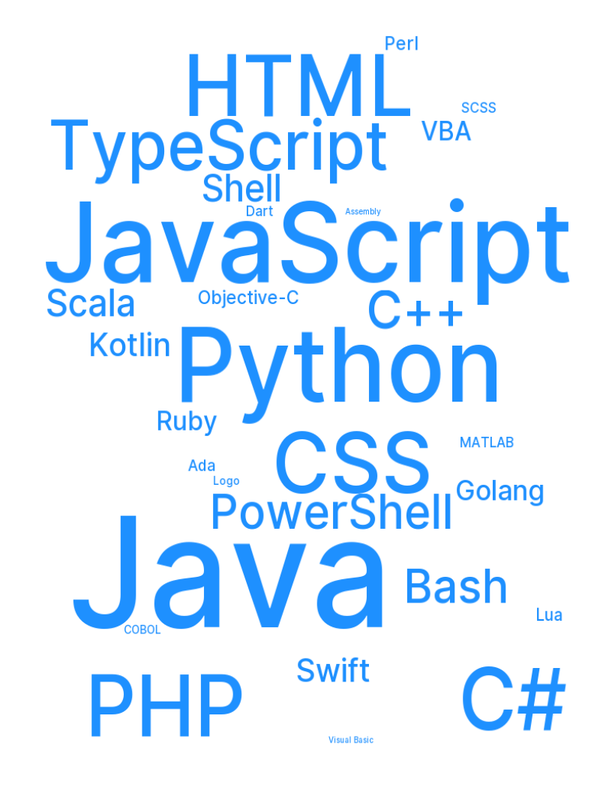 Perl
HTML
SCSS
TypeScript
VBA
Shell
Dart
Assembly
JavaScript
Scala
Objective-C
C++
Kotlin
Python
Ruby
CSS
MATLAB
Ada
Logo
Golang
PowerShell
Java
Bash
Lua
COBOL
Swift
PHP
C#
Visual Basic